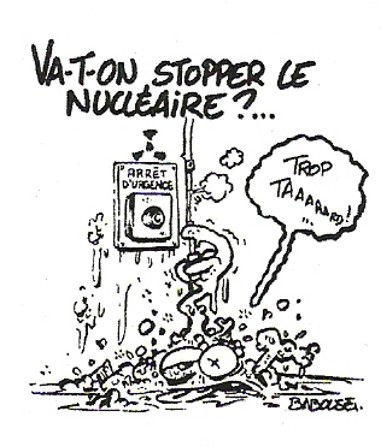 VA-T-ON STOPPER LE
NUCLÉAIRE ?...
ARRÊT
D'URGENCE
TROP
TAAAAARD!
BABOUSE.